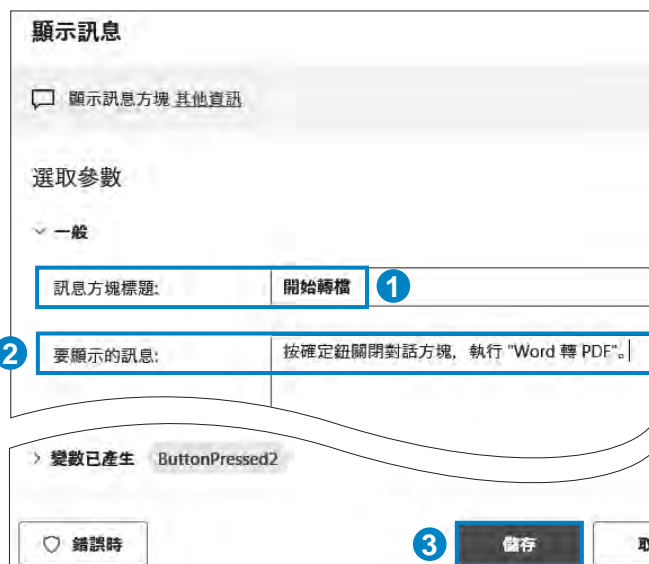 顯示訊息
顯示訊息方塊 其他資訊
選取參數
一般
訊息方塊標題: 開始轉檔 1
2 要顯示的訊息: 按確定鈕關閉對話方塊，執行 "Word 轉 PDF"。
變數已產生 ButtonPressed2
錯誤時 3 儲存 取